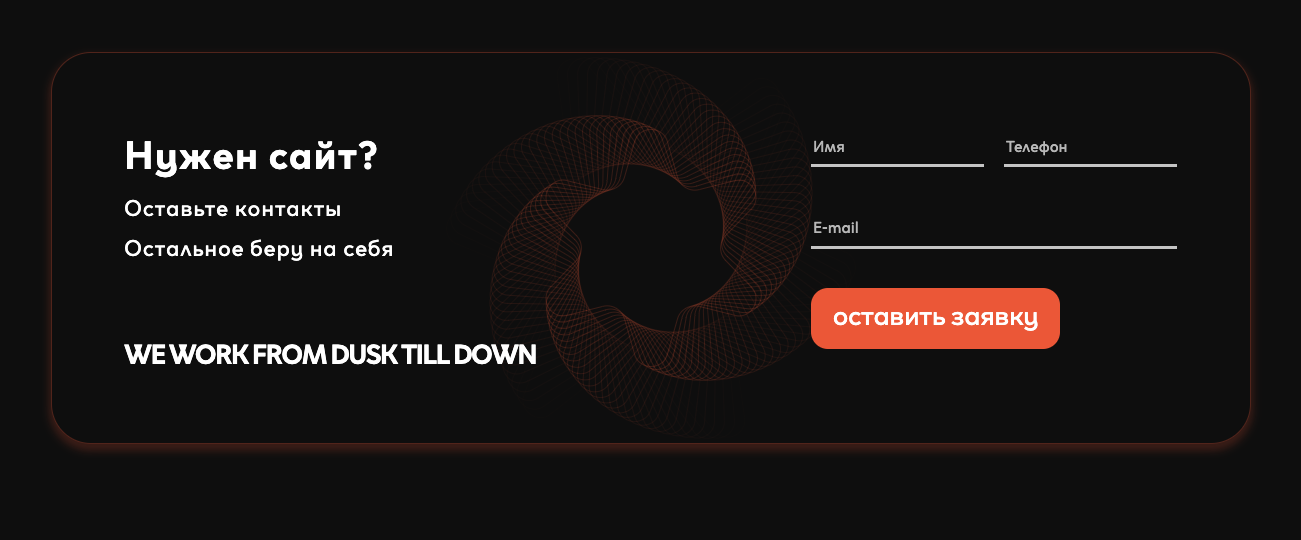 Нужен сайт?
Оставьте контакты
Остальное беру на себя
WE WORK FROM DUSK TILL DOWN
Имя
Телефон
E-mail
оставить заявку